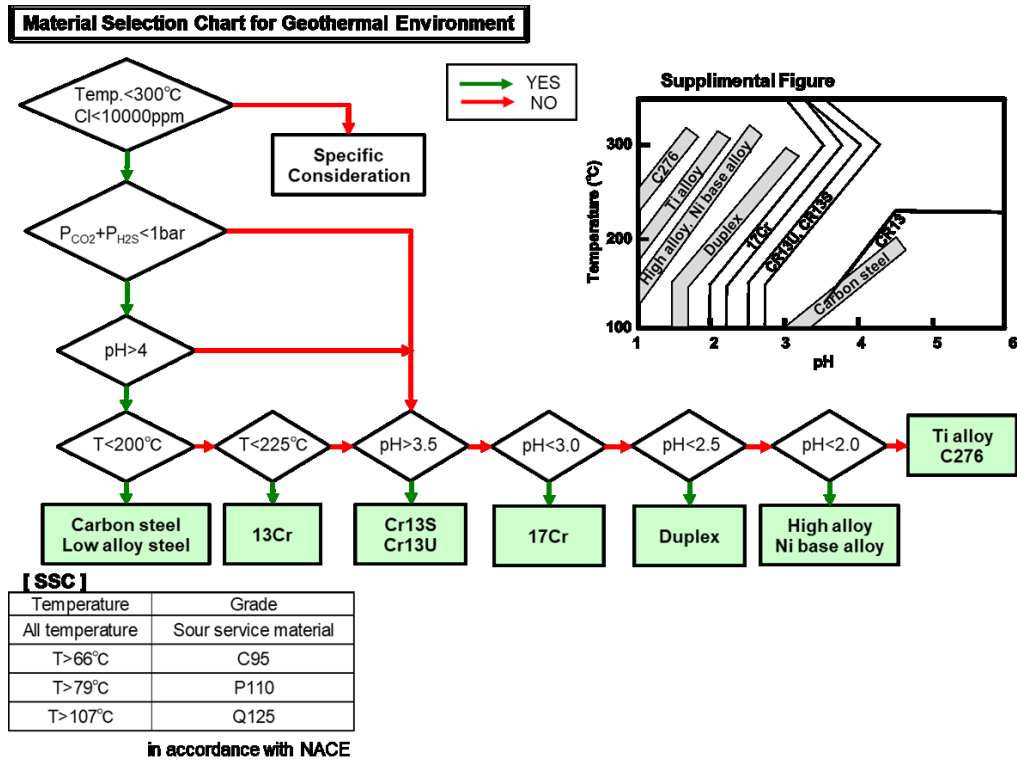 Material Selection Chart for Geothermal Environment
Temp.<300℃
Cl<10000ppm
YES
NO
Specific
Consideration
P_CO2+P_H2S<1bar
pH>4
T<200℃
T<225℃
pH>3.5
pH<3.0
pH<2.5
pH<2.0
Ti alloy
C276
Carbon steel
Low alloy steel
13Cr
Cr13S
Cr13U
17Cr
Duplex
High alloy
Ni base alloy
Supplimental Figure
Temperature (℃)
300
200
100
C276
Ti alloy
High alloy, Ni base alloy
Duplex
17Cr
CR13U, CR13S
CR13
Carbon steel
1 2 3 4 5 6
pH
[ SSC ]
Temperature Grade
All temperature Sour service material
T>66℃ C95
T>79℃ P110
T>107℃ Q125
in accordance with NACE